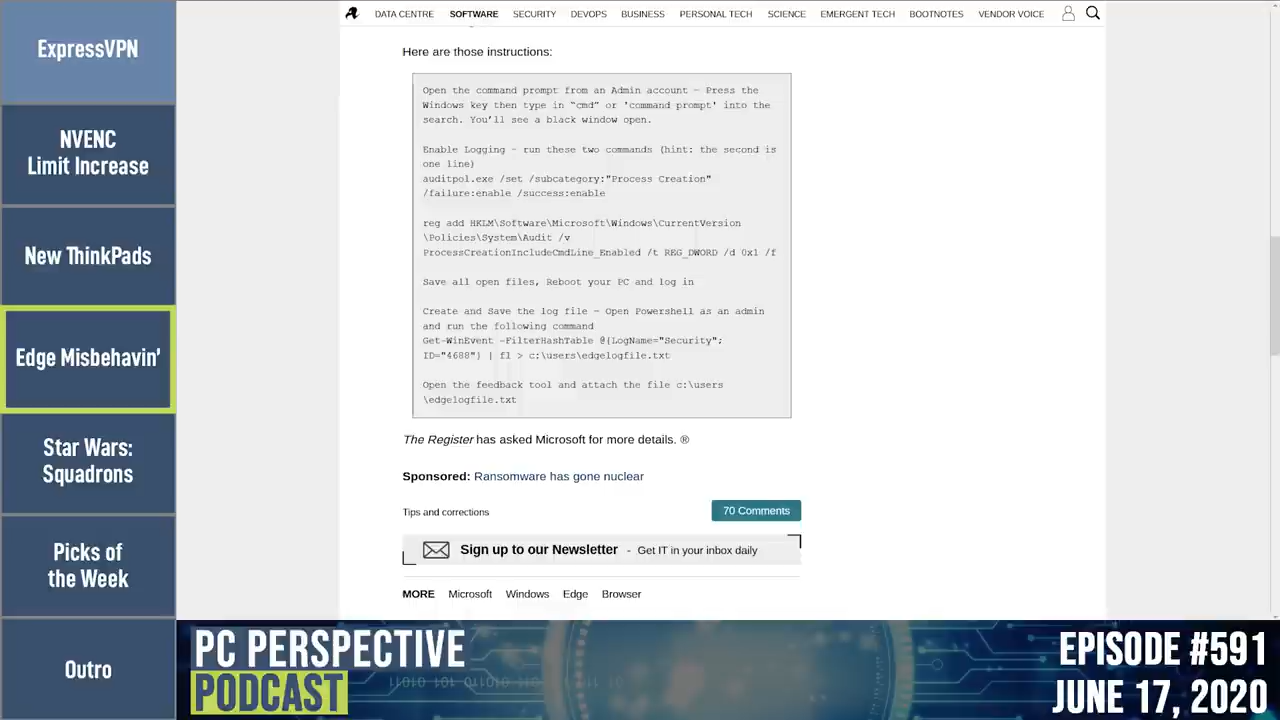 ExpressVPN
NVENC
Limit Increase
New ThinkPads
Edge Misbehavin'
Star Wars:
Squadrons
Picks of
the Week
Outro
DATA CENTRE SOFTWARE SECURITY DEVOPS BUSINESS PERSONAL TECH SCIENCE EMERGENT TECH BOOTNOTES VENDOR VOICE
Here are those instructions:
Open the command prompt from an Admin account – Press the
Windows key then type in “cmd” or 'command prompt' into the
search. You’ll see a black window open.
Enable Logging – run these two commands (hint: the second is
one line)
auditpol.exe /set /subcategory:"Process Creation"
/failure:enable /success:enable
reg add HKLM\Software\Microsoft\Windows\CurrentVersion
\Policies\System\Audit /v
ProcessCreationIncludeCmdLine_Enabled /t REG_DWORD /d 0x1 /f
Save all open files, Reboot your PC and log in
Create and Save the log file – Open Powershell as an admin
and run the following command
Get-WinEvent -FilterHashTable @{LogName="Security";
ID="4688"} | fl > c:\users\edgelogfile.txt
Open the feedback tool and attach the file c:\users
\edgelogfile.txt
The Register has asked Microsoft for more details. ®
Sponsored: Ransomware has gone nuclear
Tips and corrections
70 Comments
Sign up to our Newsletter - Get IT in your inbox daily
MORE Microsoft Windows Edge Browser
PC PERSPECTIVE
PODCAST
EPISODE #591
JUNE 17, 2020